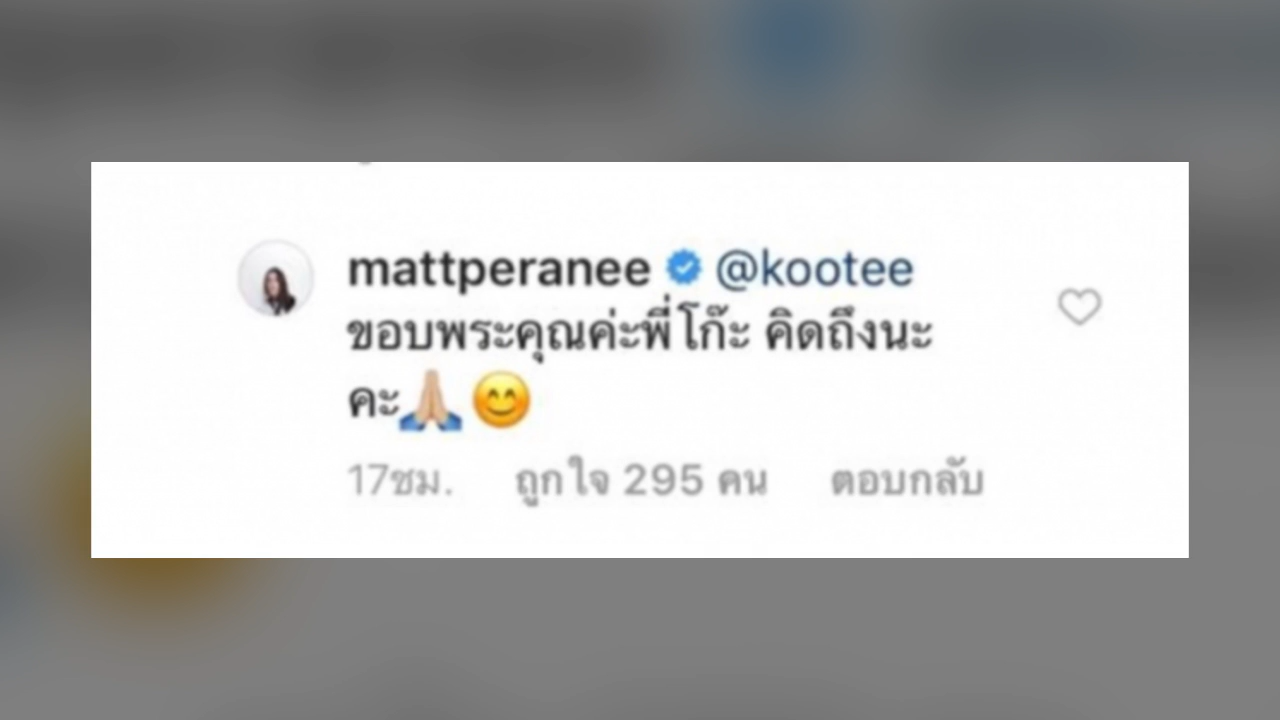 mattperanee @kootee
ขอบพระคุณค่ะพี่โก๊ะ คิดถึงนะ
คะ🙏🏼😊
17ชม. ถูกใจ 295 คน ตอบกลับ